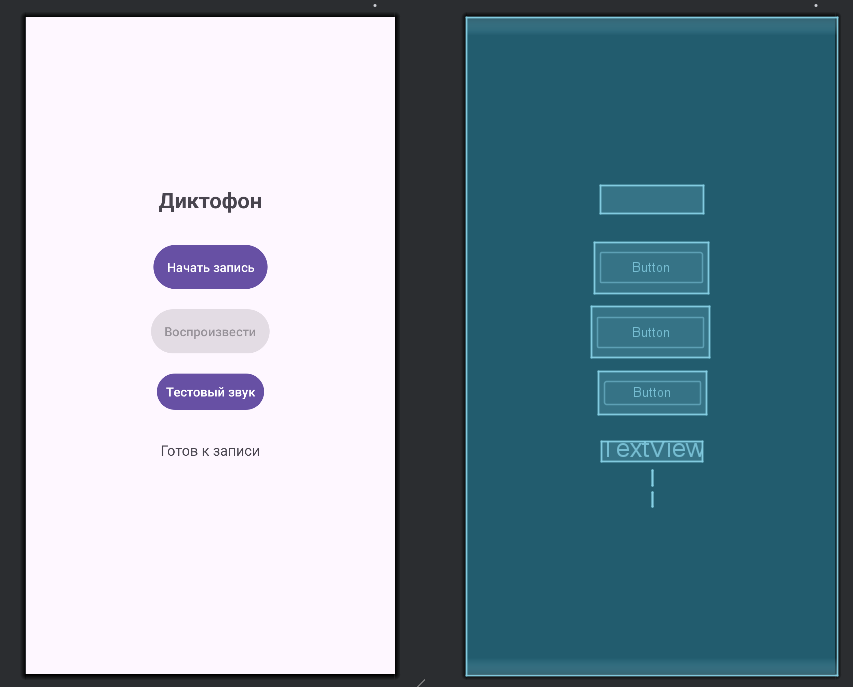 Диктофон
Начать запись
Воспроизвести
Тестовый звук
Готов к записи
Button
Button
Button
TextView